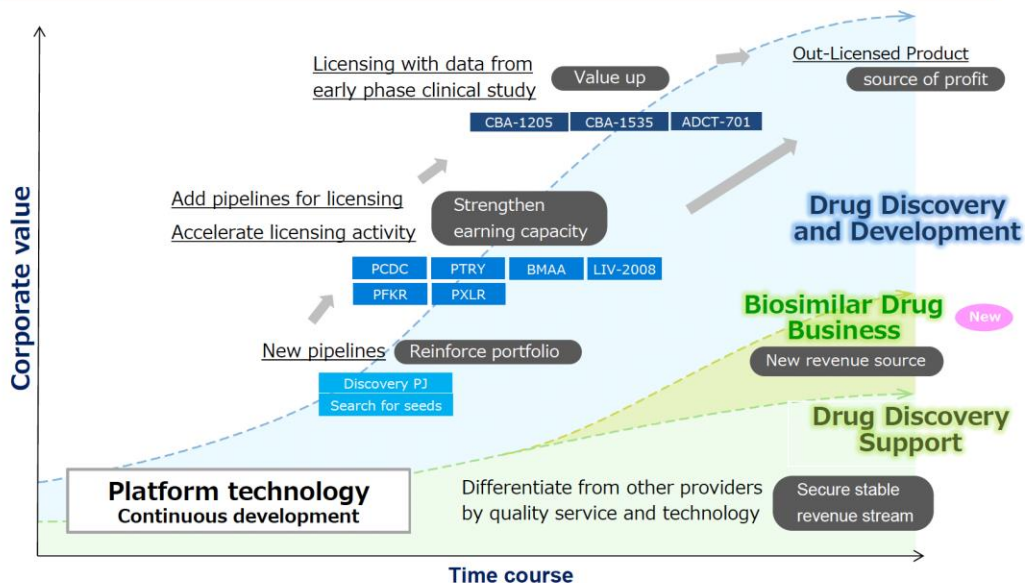 Corporate value
Licensing with data from
early phase clinical study
Value up
CBA-1205
CBA-1535
ADCT-701
Out-Licensed Product
source of profit
Add pipelines for licensing
Accelerate licensing activity
Strengthen
earning capacity
PCDC
PTRY
BMAA
LIV-2008
PFKR
PXLR
Drug Discovery
and Development
New pipelines
Reinforce portfolio
Discovery PJ
Search for seeds
Biosimilar Drug
Business
New
New revenue source
Drug Discovery
Support
Platform technology
Continuous development
Differentiate from other providers
by quality service and technology
Secure stable
revenue stream
Time course